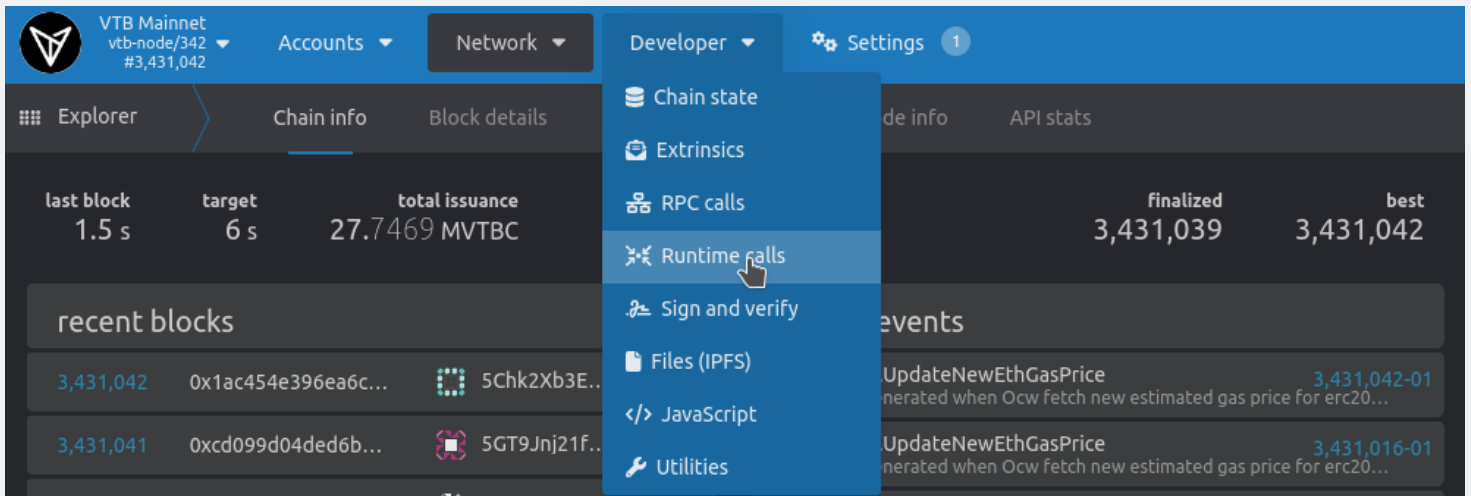 VTB Mainnet
vtb-node/342
#3,431,042
Accounts
Network
Developer
Settings 1
Explorer
Chain info
Block details
de info
API stats
Chain state
Extrinsics
RPC calls
Runtime calls
Sign and verify
Files (IPFS)
</> JavaScript
Utilities
last block
1.5 s
target
6 s
total issuance
27.7469 MVTBC
finalized
3,431,039
best
3,431,042
recent blocks
3,431,042 0x1ac454e396ea6c... 5Chk2Xb3E..
3,431,041 0xcd099d04ded6b... 5GT9Jnj21f..
events
.UpdateNewEthGasPrice 3,431,042-01
enerated when Ocw fetch new estimated gas price for erc20...
.UpdateNewEthGasPrice 3,431,016-01
enerated when Ocw fetch new estimated gas price for erc20...